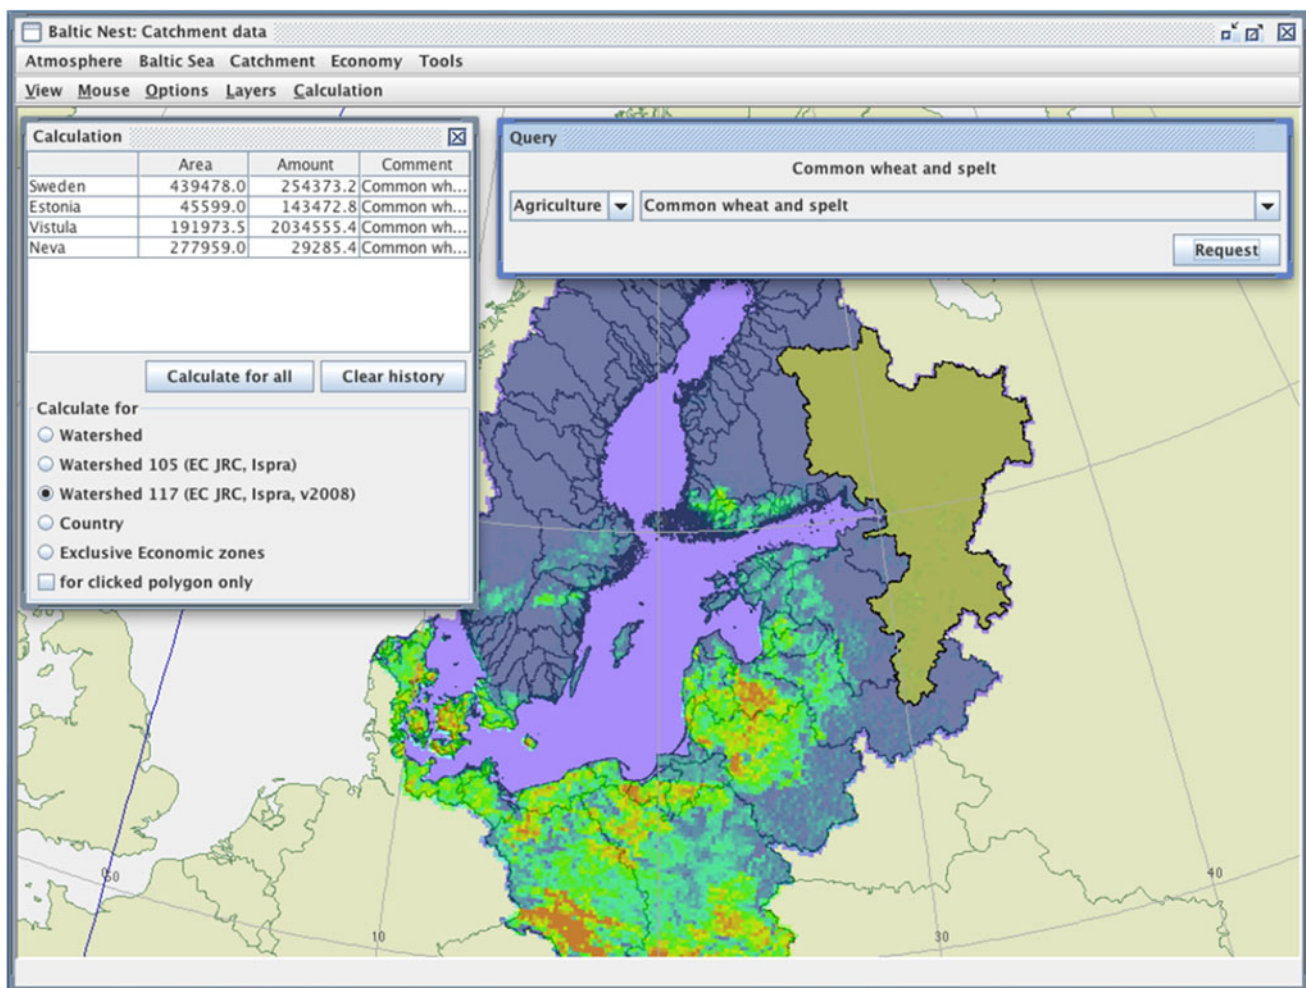 Baltic Nest: Catchment data
Atmosphere Baltic Sea Catchment Economy Tools
View Mouse Options Layers Calculation
Calculation
Area Amount Comment
Sweden 439478.0 254373.2 Common wh...
Estonia 45599.0 143472.8 Common wh...
Vistula 191973.5 2034555.4 Common wh...
Neva 277959.0 29285.4 Common wh...
Calculate for all Clear history
Calculate for
Watershed
Watershed 105 (EC JRC, Ispra)
Watershed 117 (EC JRC, Ispra, v2008)
Country
Exclusive Economic zones
for clicked polygon only
Query
Common wheat and spelt
Agriculture Common wheat and spelt
Request
40
10 30